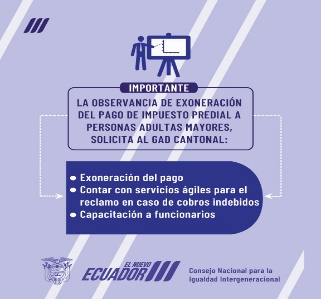 IMPORTANTE
LA OBSERVANCIA DE EXONERACIÓN
DEL PAGO DE IMPUESTO PREDIAL A
PERSONAS ADULTAS MAYORES,
SOLICITA AL GAD CANTONAL:
• Exoneración del pago
• Contar con servicios ágiles para el
reclamo en caso de cobros indebidos
• Capacitación a funcionarios
EL NUEVO
ECUADOR
Consejo Nacional para la
Igualdad Intergeneracional